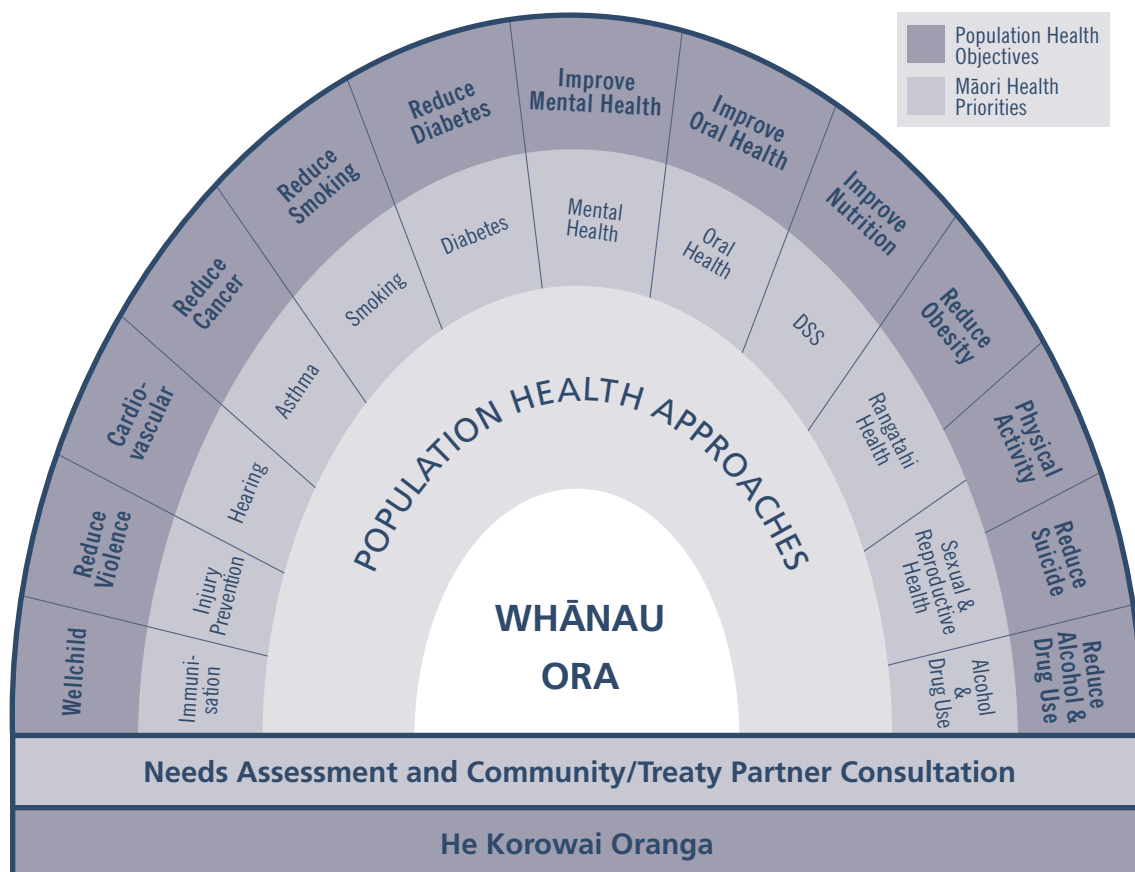 Population Health
Objectives
Māori Health
Priorities
Wellchild
Reduce
Violence
Cardio-
vascular
Reduce
Cancer
Reduce
Smoking
Reduce
Diabetes
Improve
Mental Health
Improve
Oral Health
Improve
Nutrition
Reduce
Obesity
Physical
Activity
Reduce
Suicide
Reduce
Alcohol &
Drug Use
Immuni-
sation
Injury
Prevention
Hearing
Asthma
Smoking
Diabetes
Mental
Health
Oral
Health
DSS
Rangatahi
Health
Sexual &
Reproductive
Health
Alcohol
&
Drug Use
POPULATION HEALTH APPROACHES
WHĀNAU
ORA
Needs Assessment and Community/Treaty Partner Consultation
He Korowai Oranga